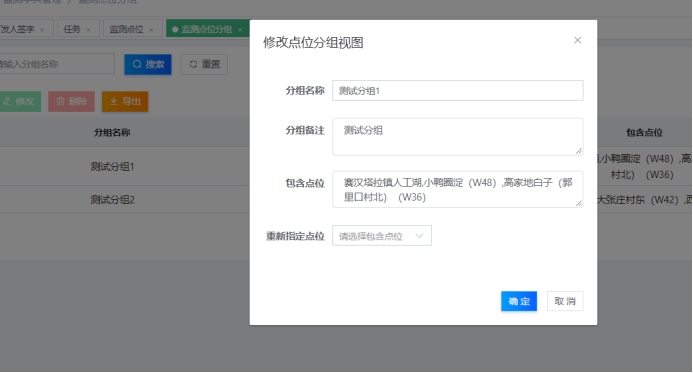 监测点位分组
发人签字 ×
任务 ×
监测点位 ×
监测点位分组 ×
输入分组名称
搜索
重置
修改
删除
导出
分组名称
包含点位
测试分组1
小鸭圈淀（W48）,高
村北）（W36）
测试分组2
大张庄村东（W42）,西
修改点位分组视图
分组名称
测试分组1
分组备注
测试分组
包含点位
赛汉塔拉镇人工湖,小鸭圈淀（W48）,高家地白子（郭
里口村北）（W36）
重新指定点位
请选择包含点位
确 定
取 消